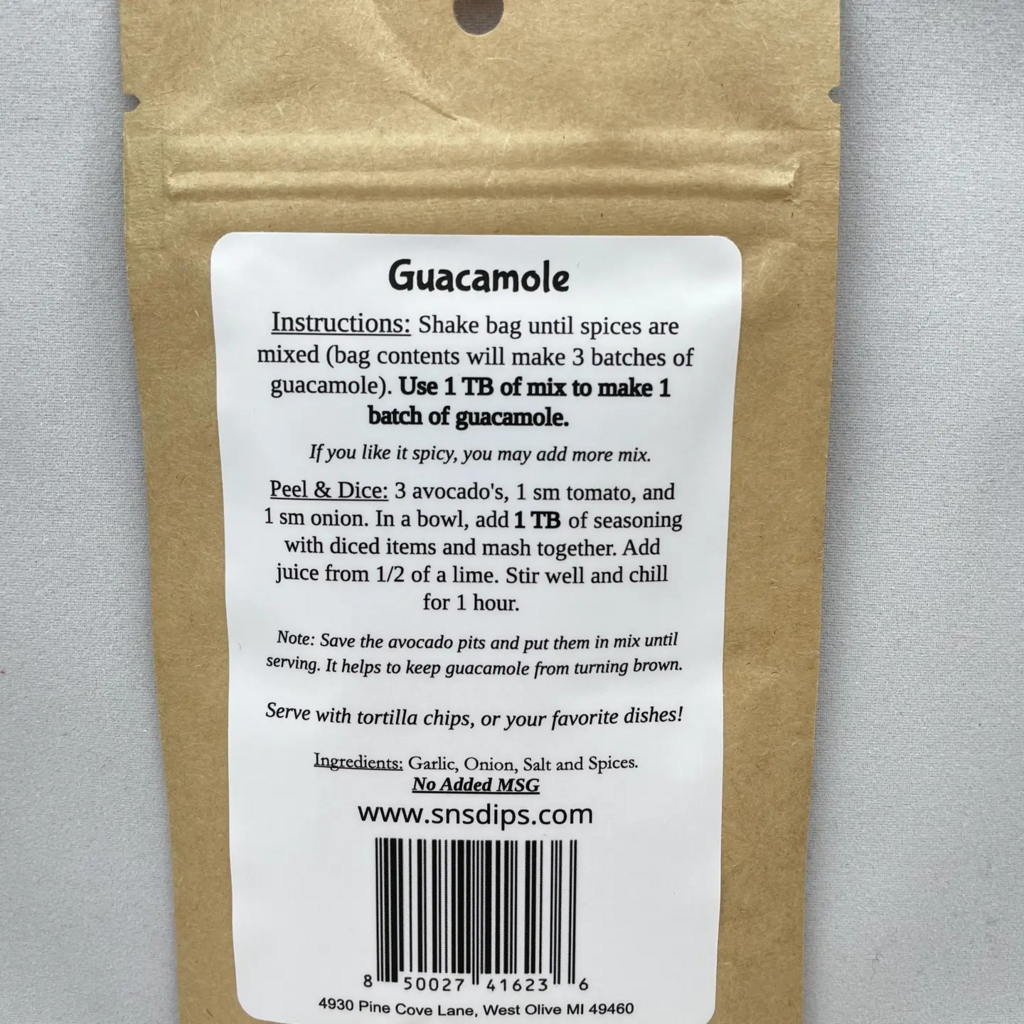 Guacamole
Instructions: Shake bag until spices are
mixed (bag contents will make 3 batches of
guacamole). Use 1 TB of mix to make 1
batch of guacamole.
If you like it spicy, you may add more mix.
Peel & Dice: 3 avocado's, 1 sm tomato, and
1 sm onion. In a bowl, add 1 TB of seasoning
with diced items and mash together. Add
juice from 1/2 of a lime. Stir well and chill
for 1 hour.
Note: Save the avocado pits and put them in mix until
serving. It helps to keep guacamole from turning brown.
Serve with tortilla chips, or your favorite dishes!
Ingredients: Garlic, Onion, Salt and Spices.
No Added MSG
www.snsdips.com
8 50027 41623 6
4930 Pine Cove Lane, West Olive MI 49460